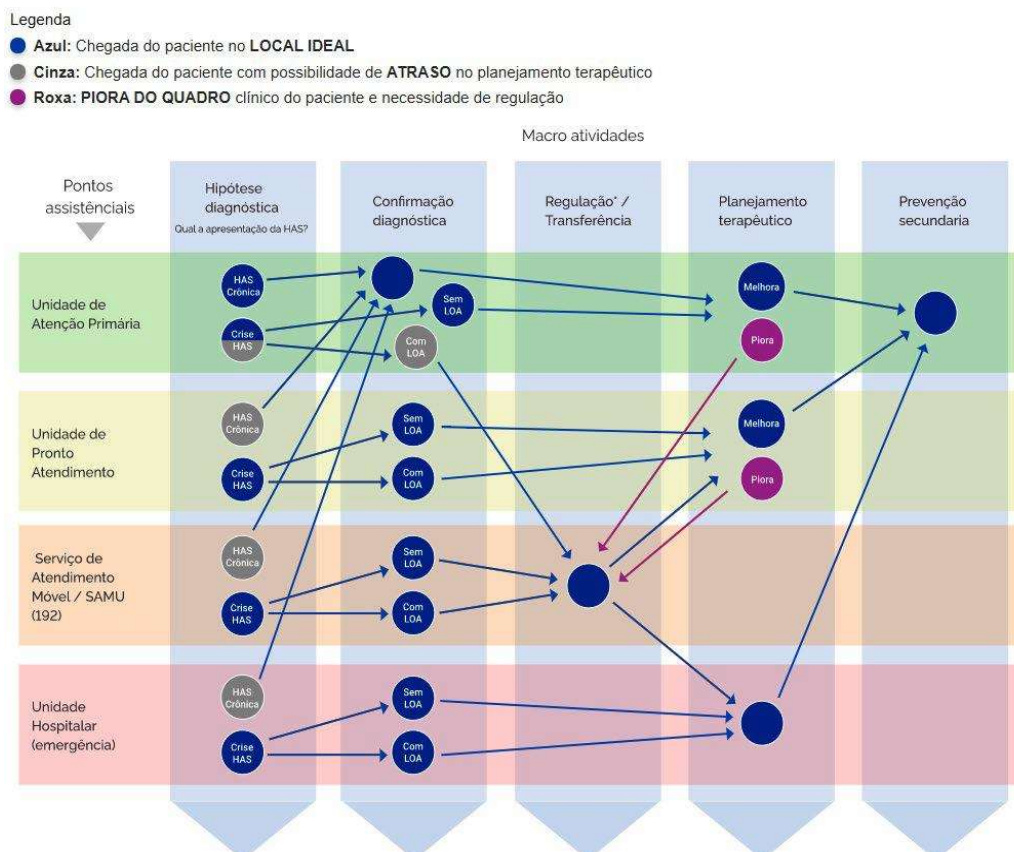 Legenda
Azul: Chegada do paciente no LOCAL IDEAL
Cinza: Chegada do paciente com possibilidade de ATRASO no planejamento terapêutico
Roxa: PIORA DO QUADRO clínico do paciente e necessidade de regulação
Macro atividades
Pontos
assistênciais
Hipótese
diagnóstica
Qual a apresentação da HAS?
Confirmação
diagnóstica
Regulação* /
Transferência
Planejamento
terapêutico
Prevenção
secundaria
Unidade de
Atenção Primária
HAS
Crônica
Crise
HAS
Sem
LOA
Com
LOA
Melhora
Piora
Unidade de
Pronto
Atendimento
HAS
Crônica
Crise
HAS
Sem
LOA
Com
LOA
Melhora
Piora
Serviço de
Atendimento
Móvel / SAMU
(192)
HAS
Crônica
Crise
HAS
Sem
LOA
Com
LOA
Unidade
Hospitalar
(emergência)
HAS
Crônica
Crise
HAS
Sem
LOA
Com
LOA